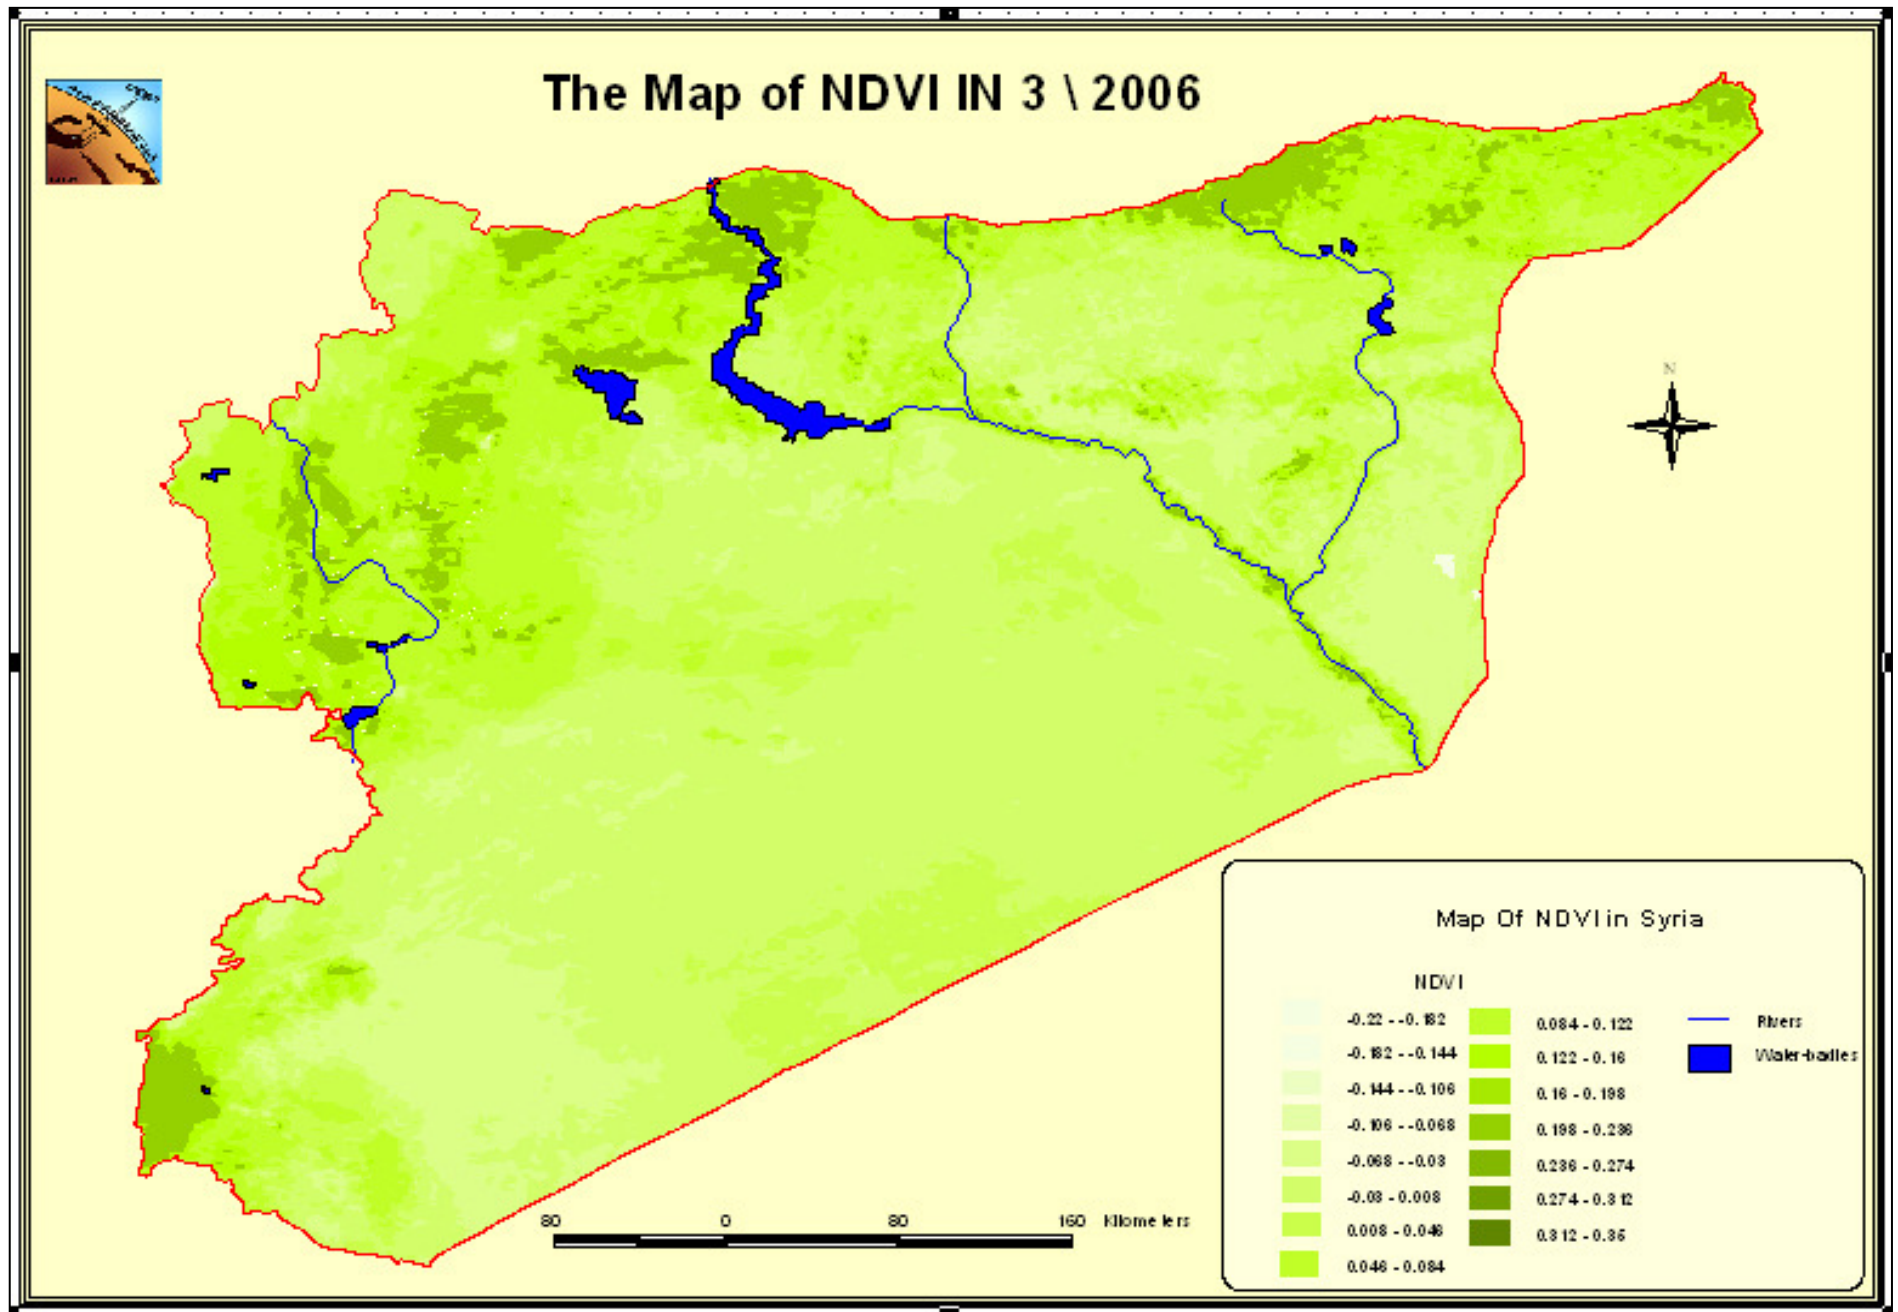 The Map of NDVI IN 3 \ 2006
N
Map Of NDVI in Syria
NDVI
-0.22 - -0.182
-0.182 - -0.144
-0.144 - -0.106
-0.106 - -0.068
-0.068 - -0.03
-0.03 - 0.008
0.008 - 0.046
0.046 - 0.084
0.084 - 0.122
0.122 - 0.16
0.16 - 0.198
0.198 - 0.236
0.236 - 0.274
0.274 - 0.312
0.312 - 0.35
Rivers
Water-badies
80 0 80 160 Kilometers